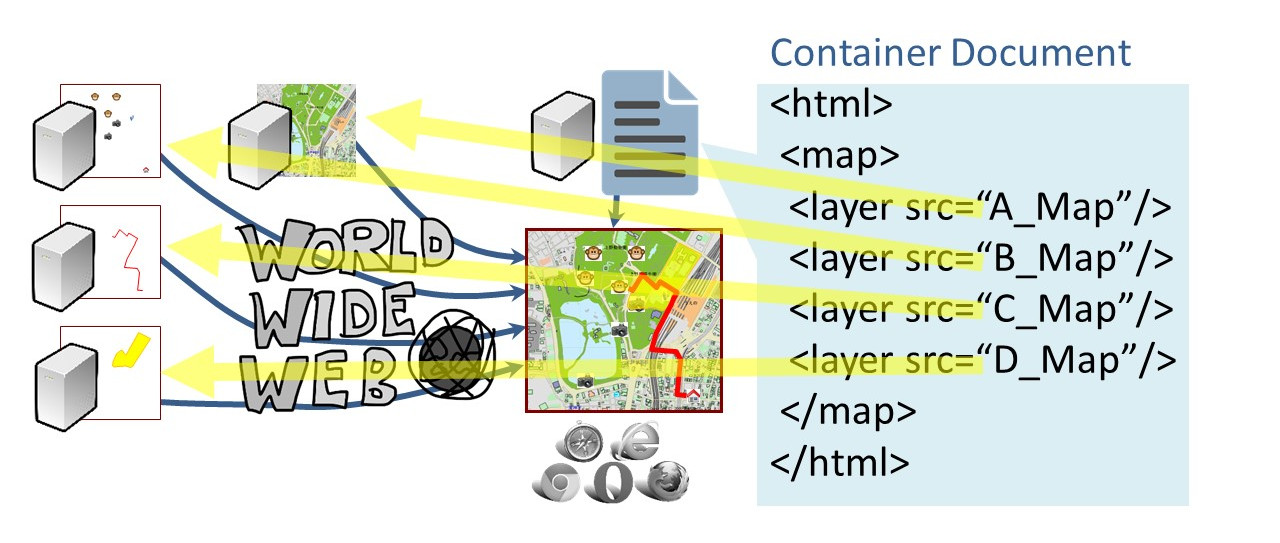 Container Document
<html>
<map>
<layer src=“A_Map”/>
<layer src=“B_Map”/>
<layer src=“C_Map”/>
<layer src=“D_Map”/>
</map>
</html>
WORLD
WIDE
WEB